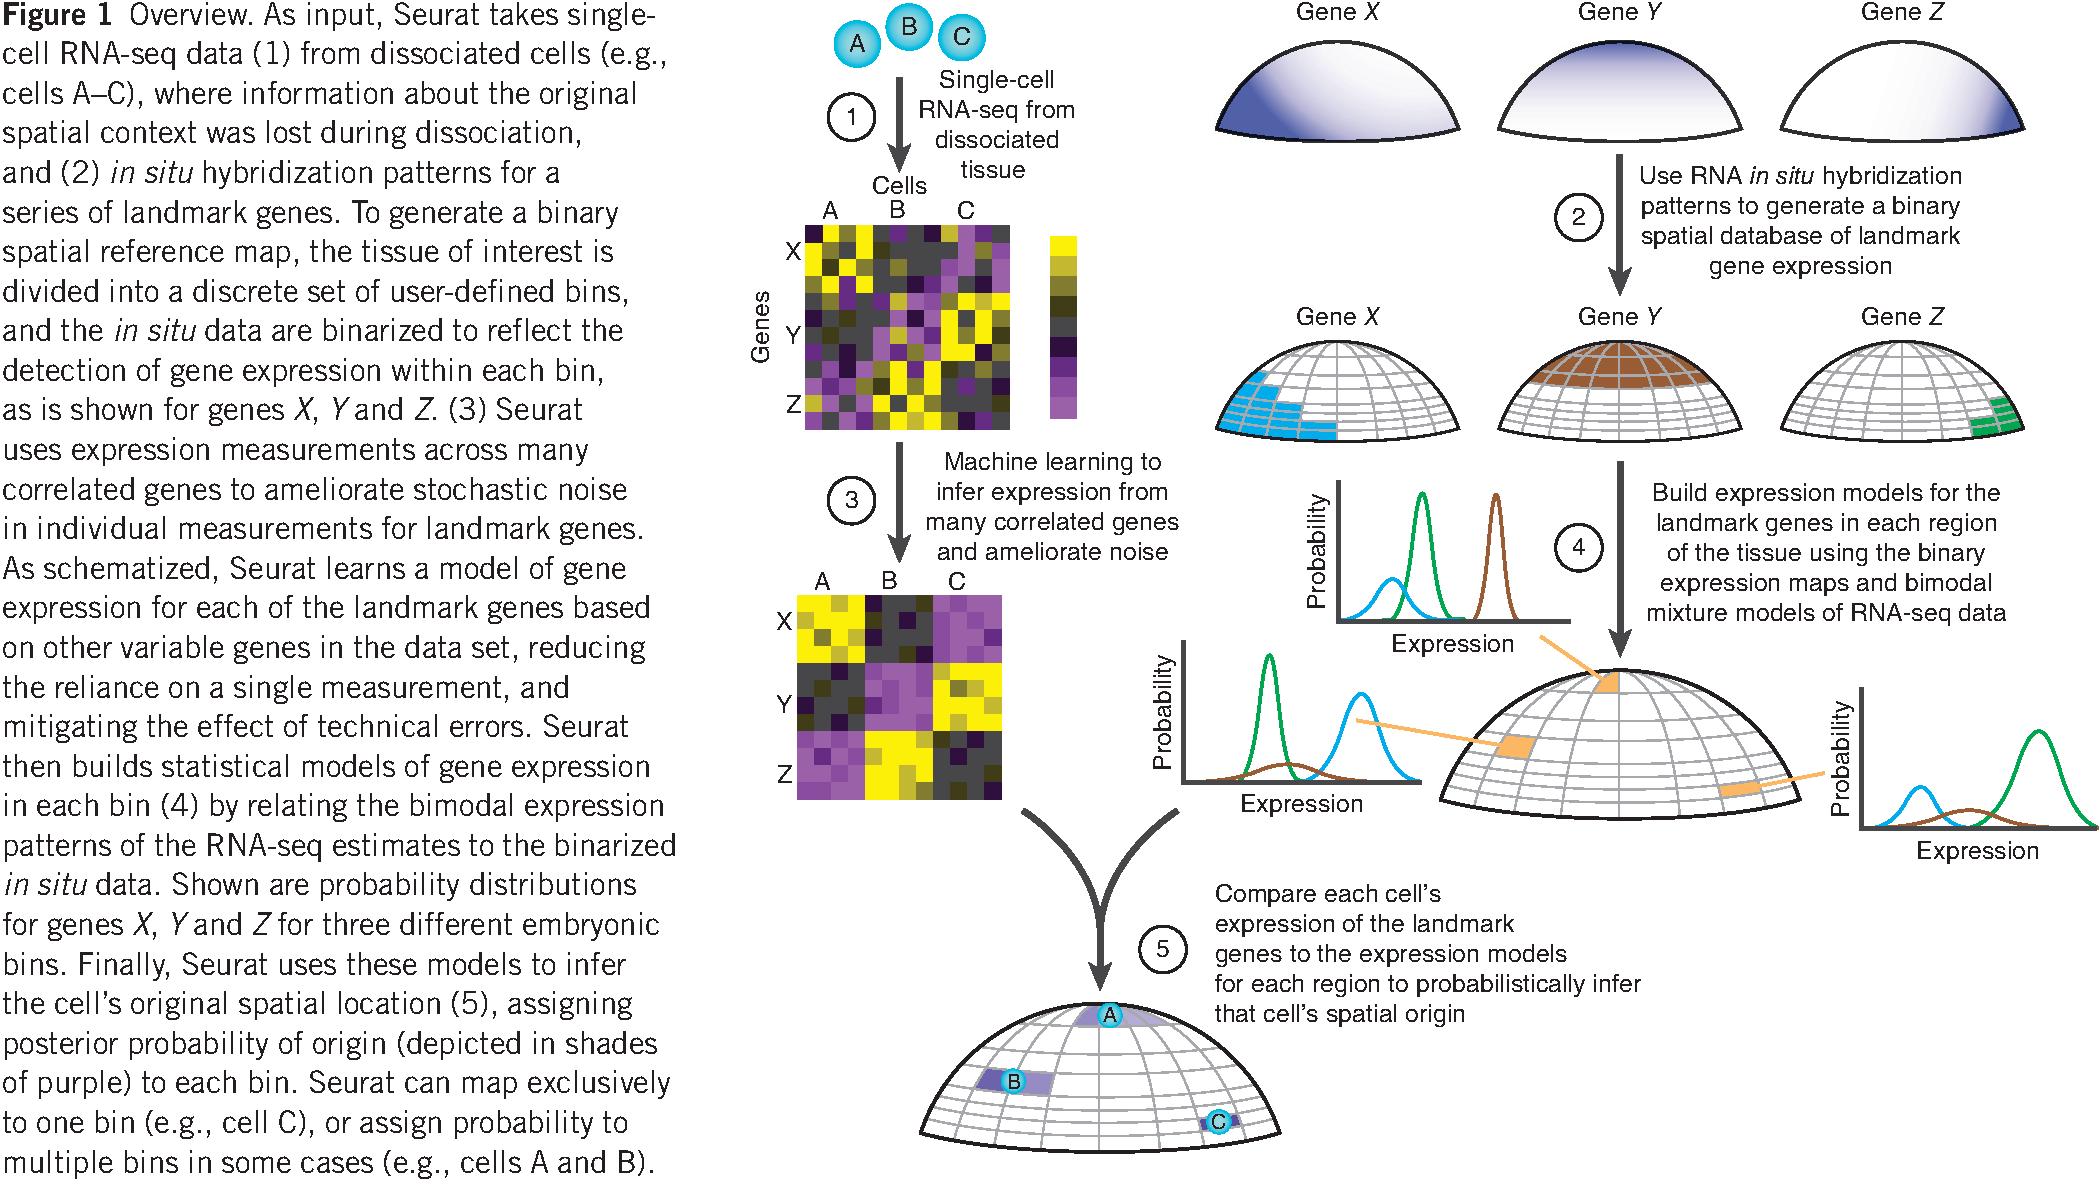 Figure 1 Overview. As input, Seurat takes single-
cell RNA-seq data (1) from dissociated cells (e.g.,
cells A–C), where information about the original
spatial context was lost during dissociation,
and (2) in situ hybridization patterns for a
series of landmark genes. To generate a binary
spatial reference map, the tissue of interest is
divided into a discrete set of user-defined bins,
and the in situ data are binarized to reflect the
detection of gene expression within each bin,
as is shown for genes X, Y and Z. (3) Seurat
uses expression measurements across many
correlated genes to ameliorate stochastic noise
in individual measurements for landmark genes.
As schematized, Seurat learns a model of gene
expression for each of the landmark genes based
on other variable genes in the data set, reducing
the reliance on a single measurement, and
mitigating the effect of technical errors. Seurat
then builds statistical models of gene expression
in each bin (4) by relating the bimodal expression
patterns of the RNA-seq estimates to the binarized
in situ data. Shown are probability distributions
for genes X, Y and Z for three different embryonic
bins. Finally, Seurat uses these models to infer
the cell's original spatial location (5), assigning
posterior probability of origin (depicted in shades
of purple) to each bin. Seurat can map exclusively
to one bin (e.g., cell C), or assign probability to
multiple bins in some cases (e.g., cells A and B).
A B C
1
Single-cell
RNA-seq from
dissociated
tissue
Cells
A B C
Genes
X
Y
Z
3
Machine learning to
infer expression from
many correlated genes
and ameliorate noise
A B C
X
Y
Z
Gene X Gene Y Gene Z
2
Use RNA in situ hybridization
patterns to generate a binary
spatial database of landmark
gene expression
Gene X Gene Y Gene Z
Probability
Expression
4
Build expression models for the
landmark genes in each region
of the tissue using the binary
expression maps and bimodal
mixture models of RNA-seq data
Probability
Expression
Probability
Expression
5
Compare each cell's
expression of the landmark
genes to the expression models
for each region to probabilistically infer
that cell's spatial origin
A
B
C